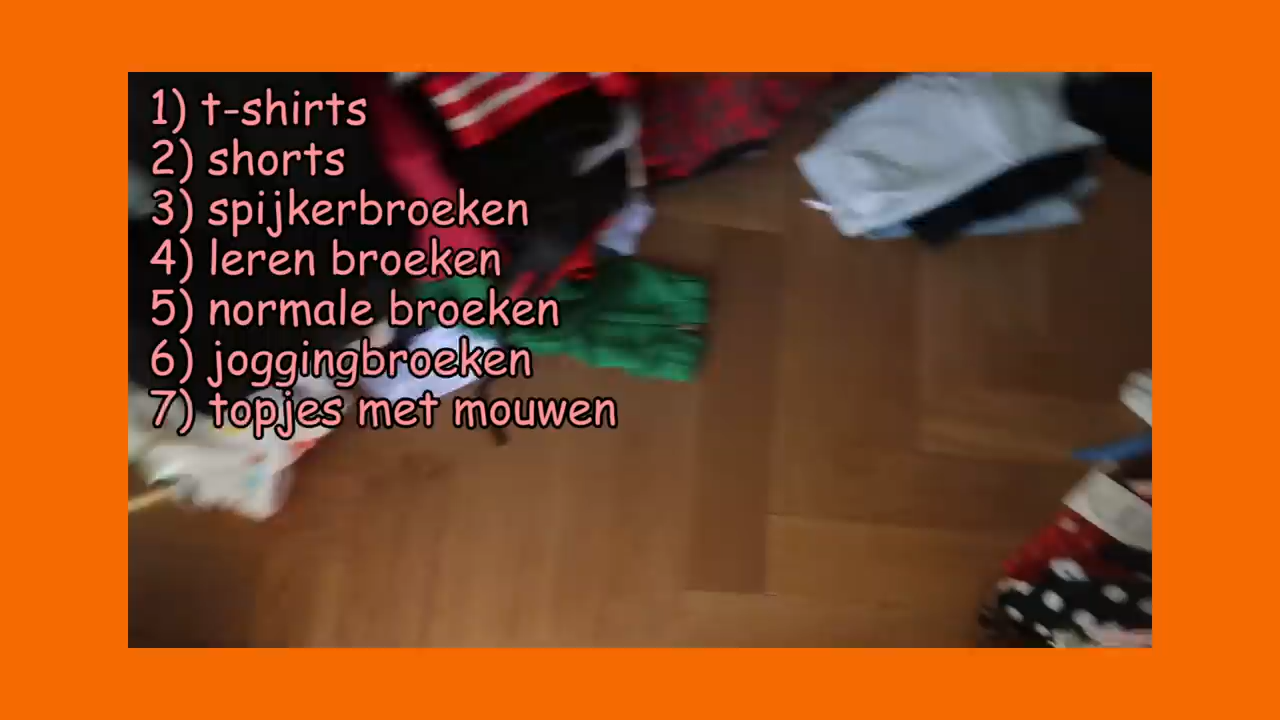 1) t-shirts
2) shorts
3) spijkerbroeken
4) leren broeken
5) normale broeken
6) joggingbroeken
7) topjes met mouwen